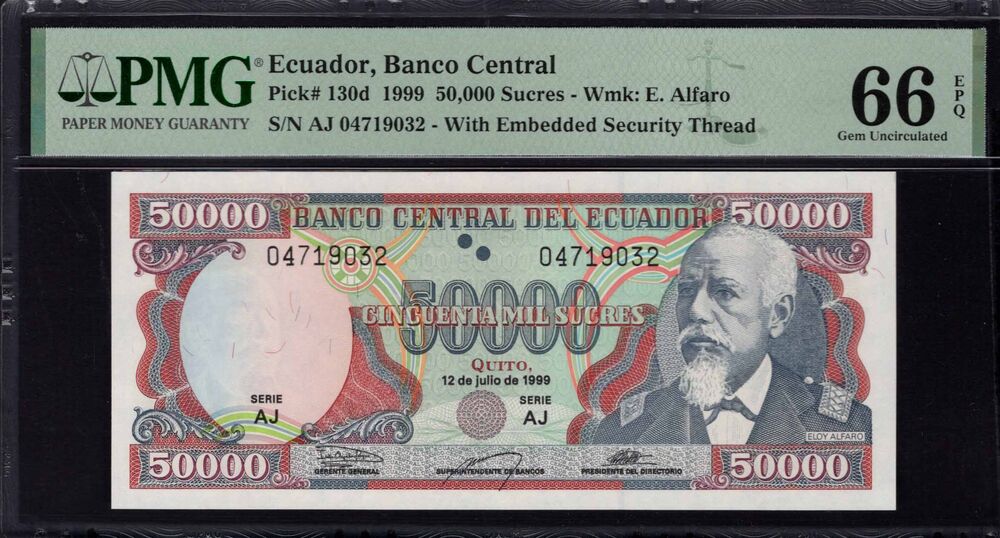 PMG®
PAPER MONEY GUARANTY
Ecuador, Banco Central
Pick# 130d 1999 50,000 Sucres - Wmk: E. Alfaro
S/N AJ 04719032 - With Embedded Security Thread
66 EPQ
Gem Uncirculated
50000 BANCO CENTRAL DEL ECUADOR 50000
04719032 04719032
50000
CINCUENTA MIL SUCRES
QUITO,
12 de julio de 1999
SERIE AJ
SERIE AJ
ELOY ALFARO
50000 50000
GERENTE GENERAL SUPERINTENDENTE DE BANCOS PRESIDENTE DEL DIRECTORIO